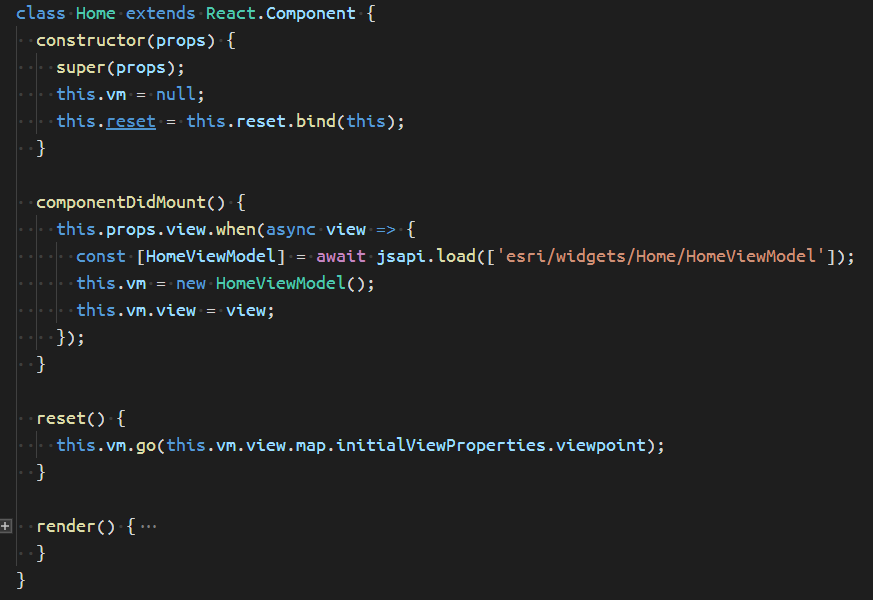 class Home extends React.Component {
  constructor(props) {
    super(props);
    this.vm = null;
    this.reset = this.reset.bind(this);
  }
  componentDidMount() {
    this.props.view.when(async view => {
      const [HomeViewModel] = await jsapi.load(['esri/widgets/Home/HomeViewModel']);
      this.vm = new HomeViewModel();
      this.vm.view = view;
    });
  }
  reset() {
    this.vm.go(this.vm.view.map.initialViewProperties.viewpoint);
  }
  render() {···
  }
}